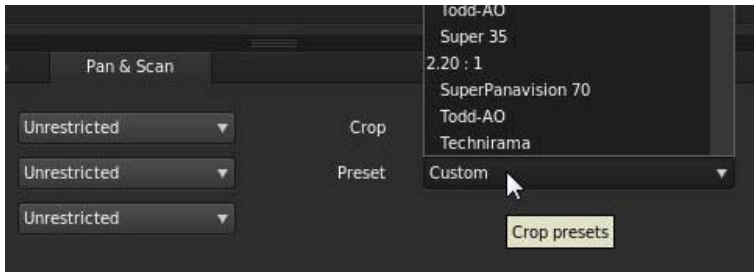 Todd-AO
Super 35
2.20 : 1
SuperPanavision 70
Todd-AO
Technirama
Pan & Scan
Unrestricted
Crop
Unrestricted
Preset
Custom
Unrestricted
Crop presets